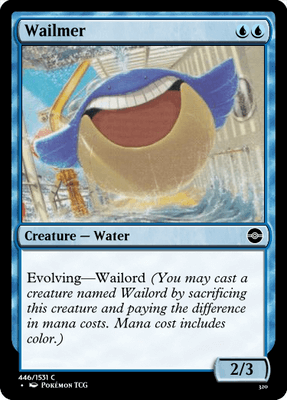 Wailmer
Creature — Water
Evolving—Wailord (You may cast a
creature named Wailord by sacrificing
this creature and paying the difference
in mana costs. Mana cost includes
color.)
2/3
446/1531 C
• Pokémon TCG